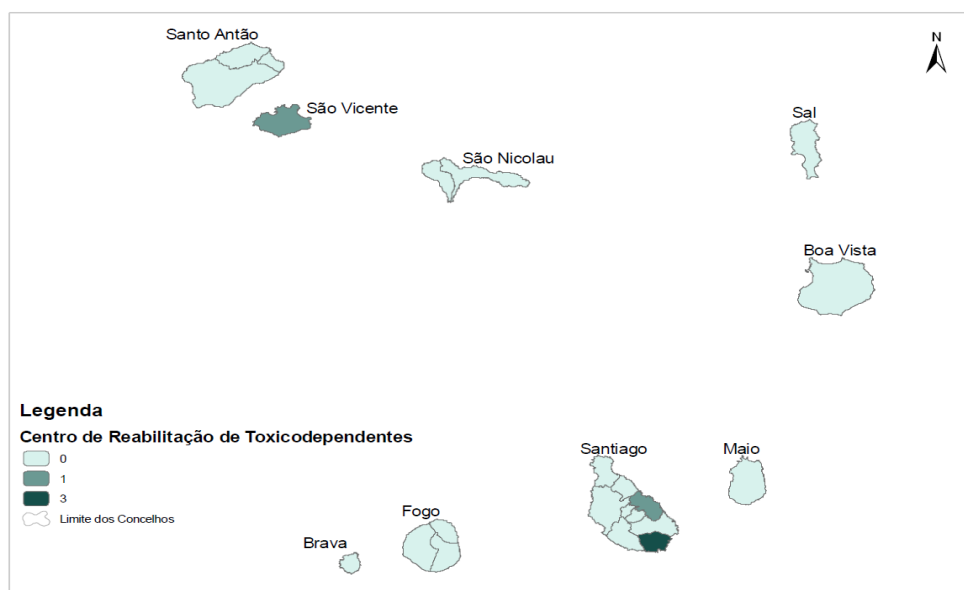 Santo Antão
N
São Vicente
Sal
São Nicolau
Boa Vista
Legenda
Centro de Reabilitação de Toxicodependentes
0
1
3
Limite dos Concelhos
Santiago
Maio
Fogo
Brava